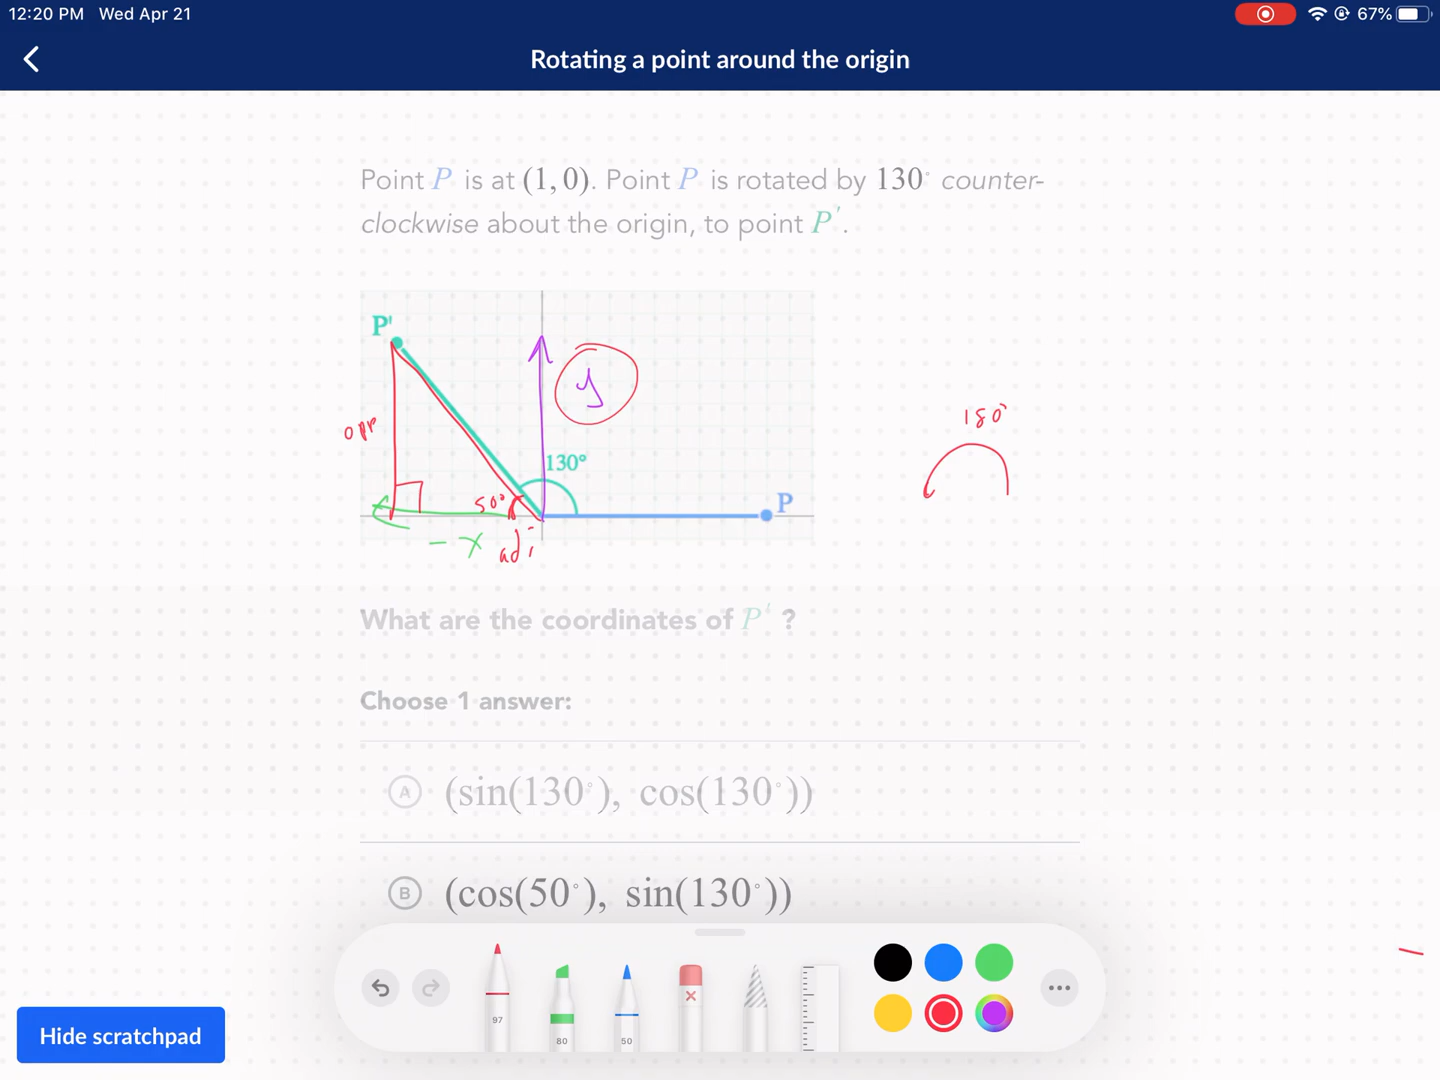 12:20 PM Wed Apr 21
67%
Rotating a point around the origin
Point P is at (1, 0). Point P is rotated by 130° counter-
clockwise about the origin, to point P′.
P'
y
180°
opp
130°
50°
P
- x adj
What are the coordinates of P′ ?
Choose 1 answer:
A (sin(130°), cos(130°))
B (cos(50°), sin(130°))
97
80
50
Hide scratchpad